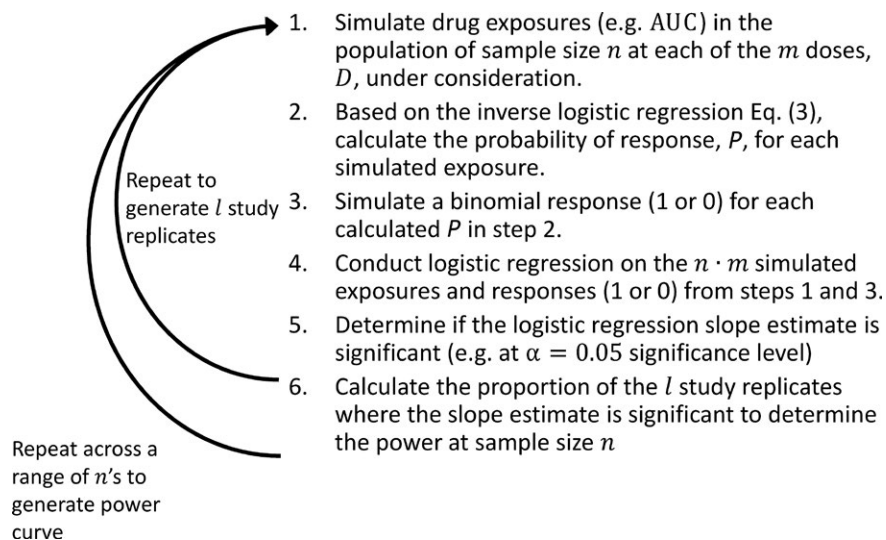 1. Simulate drug exposures (e.g. AUC) in the
population of sample size n at each of the m doses,
D, under consideration.
2. Based on the inverse logistic regression Eq. (3),
calculate the probability of response, P, for each
simulated exposure.
3. Simulate a binomial response (1 or 0) for each
calculated P in step 2.
4. Conduct logistic regression on the n · m simulated
exposures and responses (1 or 0) from steps 1 and 3.
5. Determine if the logistic regression slope estimate is
significant (e.g. at α = 0.05 significance level)
6. Calculate the proportion of the l study replicates
where the slope estimate is significant to determine
the power at sample size n
Repeat to
generate l study
replicates
Repeat across a
range of n's to
generate power
curve